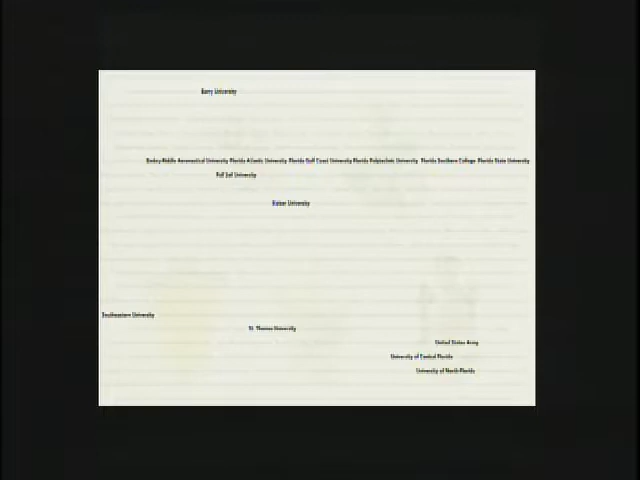 Barry University
Embry-Riddle Aeronautical University Florida Atlantic University Florida Gulf Coast University Florida Polytechnic University Florida Southern College Florida State University
Full Sail University
Keiser University
Southeastern University
St. Thomas University
United States Army
University of Central Florida
University of North Florida